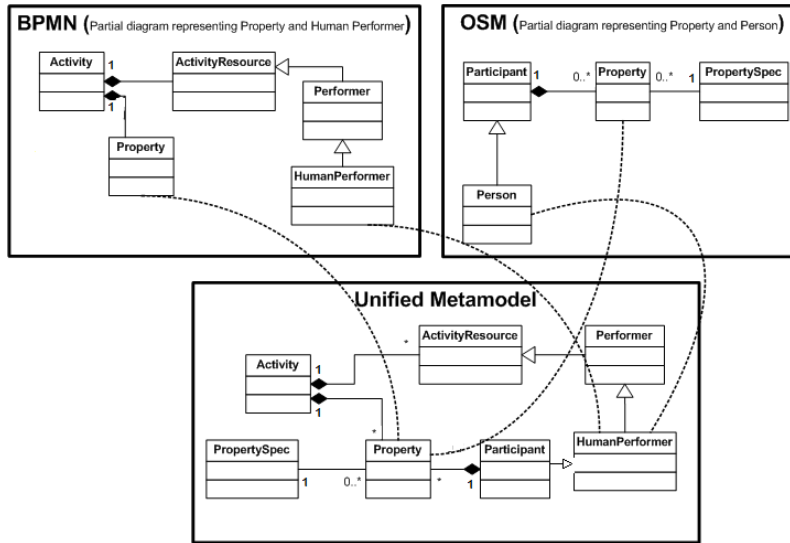 BPMN (Partial diagram representing Property and Human Performer)
Activity
1
ActivityResource
1
Performer
Property
HumanPerformer
OSM (Partial diagram representing Property and Person)
Participant
1
0..*
Property
0..*
1
PropertySpec
Person
Unified Metamodel
ActivityResource
Performer
*
Activity
1
1
*
PropertySpec
Property
Participant
HumanPerformer
1
0..*
*
1